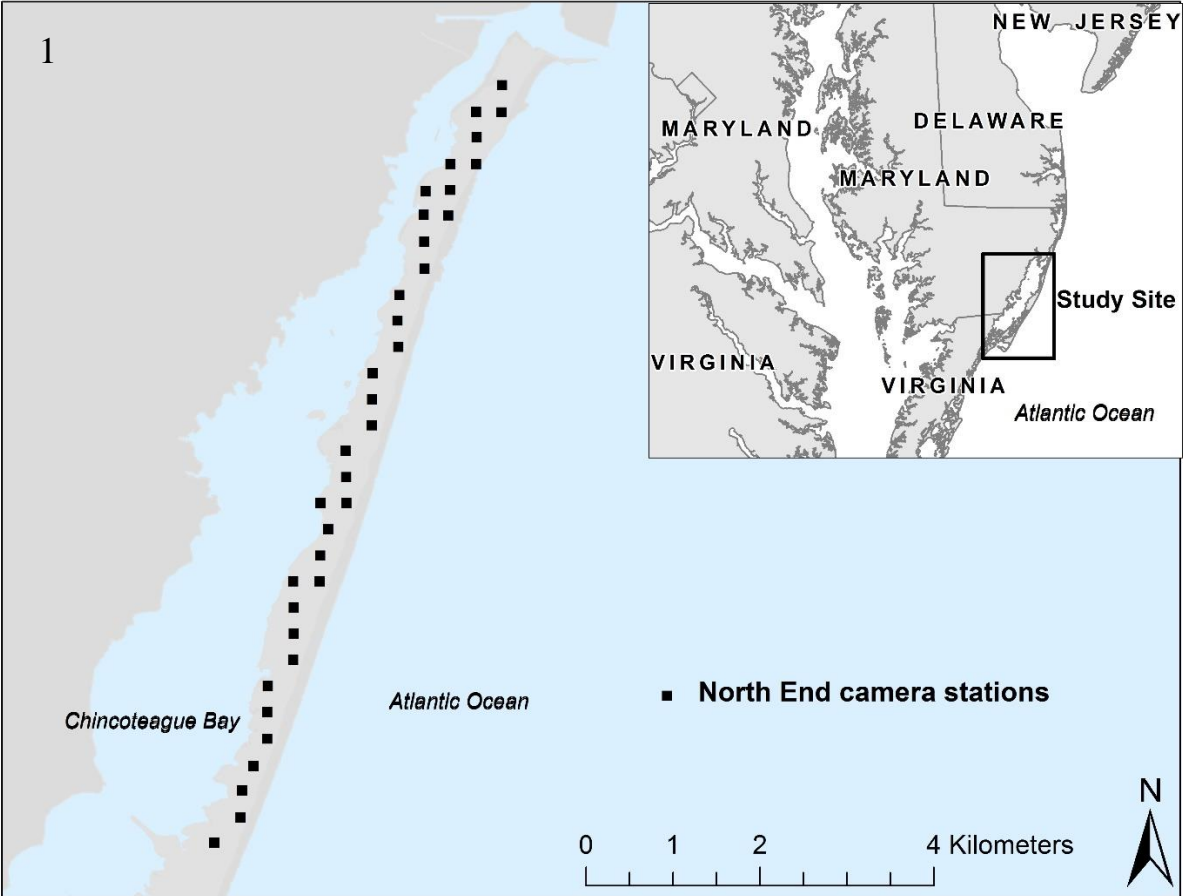 1
NEW JERSEY
MARYLAND
DELAWARE
MARYLAND
Study Site
VIRGINIA
VIRGINIA
Atlantic Ocean
Chincoteague Bay
Atlantic Ocean
North End camera stations
N
0 1 2 4 Kilometers